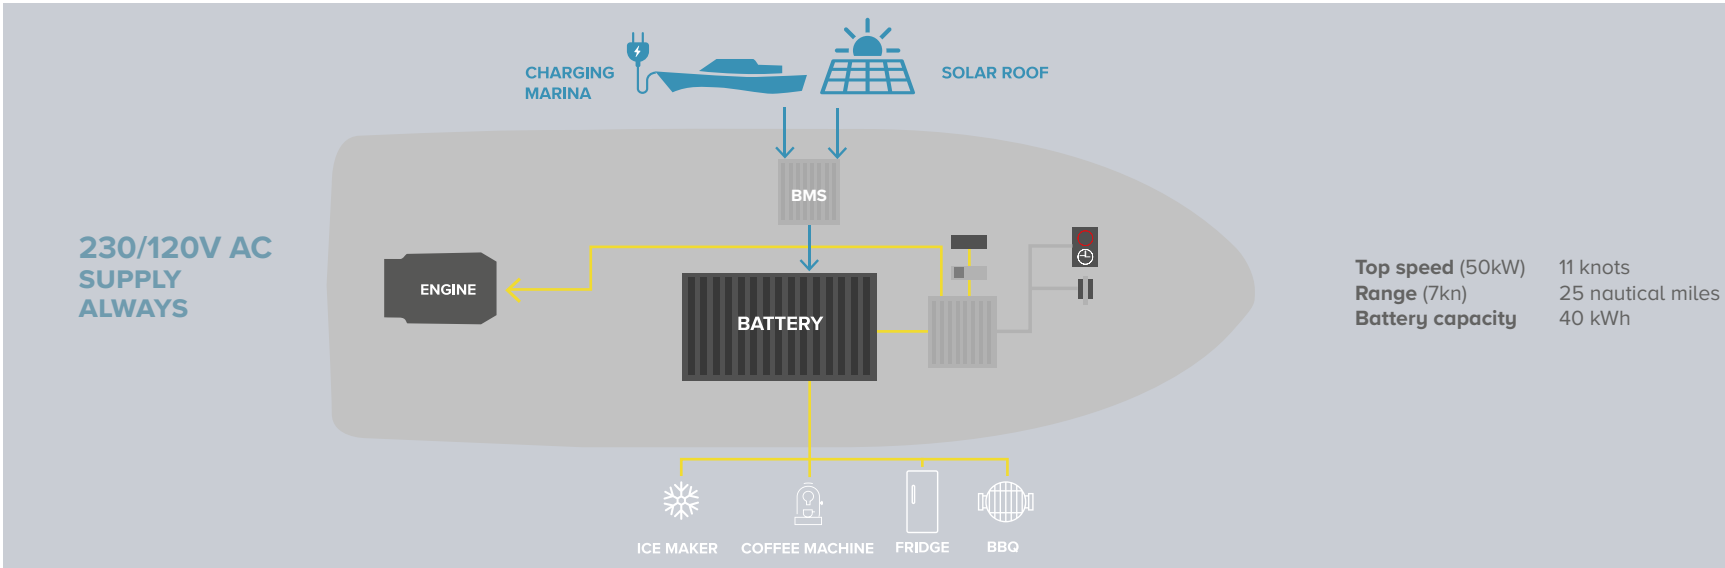 CHARGING
MARINA
SOLAR ROOF
BMS
230/120V AC
SUPPLY
ALWAYS
ENGINE
BATTERY
Top speed (50kW) 11 knots
Range (7kn) 25 nautical miles
Battery capacity 40 kWh
ICE MAKER COFFEE MACHINE FRIDGE BBQ